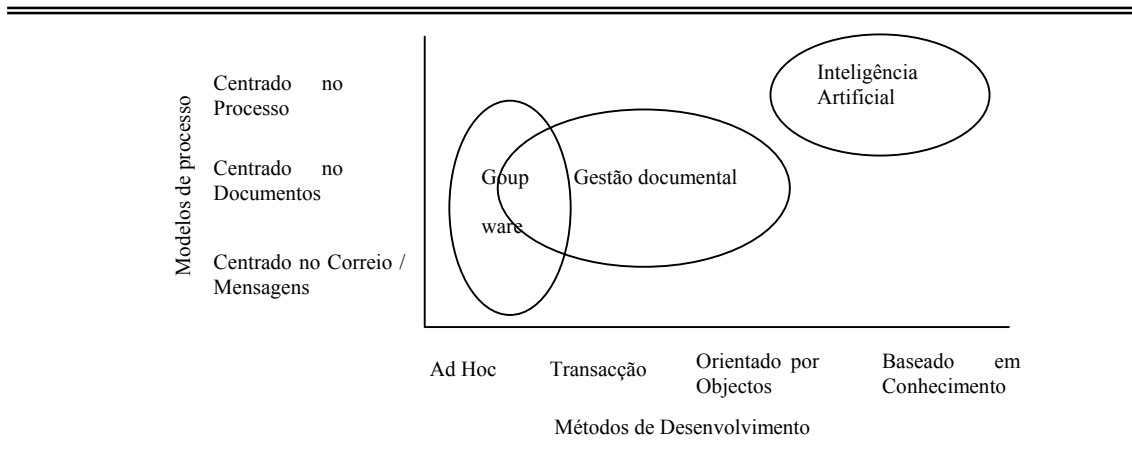 Inteligência
Artificial
Centrado no
Processo
Modelos de processo
Centrado no
Documentos
Goup
ware
Gestão documental
Centrado no Correio /
Mensagens
Ad Hoc
Transacção
Orientado por
Objectos
Baseado em
Conhecimento
Métodos de Desenvolvimento